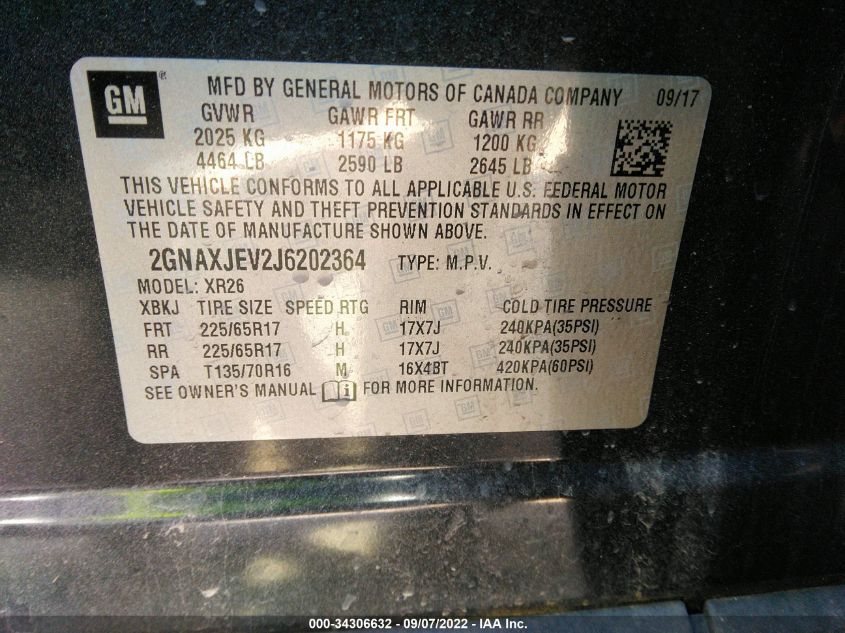 GM ® MFD BY GENERAL MOTORS OF CANADA COMPANY 09/17
GVWR GAWR FRT GAWR RR
2025 KG 1175 KG 1200 KG
4464 LB 2590 LB 2645 LB
THIS VEHICLE CONFORMS TO ALL APPLICABLE U.S. FEDERAL MOTOR
VEHICLE SAFETY AND THEFT PREVENTION STANDARDS IN EFFECT ON
THE DATE OF MANUFACTURE SHOWN ABOVE.
2GNAXJEV2J6202364 TYPE: M.P.V.
MODEL: XR26
XBKJ TIRE SIZE SPEED RTG RIM COLD TIRE PRESSURE
FRT 225/65R17 H 17X7J 240KPA(35PSI)
RR 225/65R17 H 17X7J 240KPA(35PSI)
SPA T135/70R16 M 16X4BT 420KPA(60PSI)
SEE OWNER'S MANUAL i FOR MORE INFORMATION.
000-34306632 — 09/07/2022 — IAA Inc.